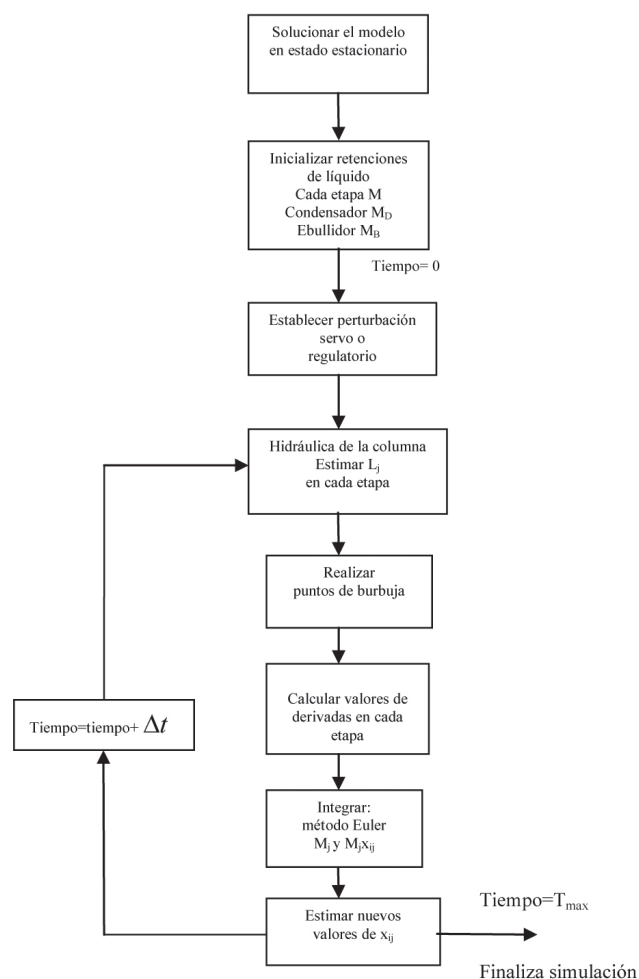 Solucionar el modelo
en estado estacionario
Inicializar retenciones
de líquido
Cada etapa M
Condensador M_D
Ebullidor M_B
Tiempo= 0
Establecer perturbación
servo o
regulatorio
Hidráulica de la columna
Estimar L_j
en cada etapa
Realizar
puntos de burbuja
Calcular valores de
derivadas en cada
etapa
Tiempo=tiempo+ Δt
Integrar:
método Euler
M_j y M_jx_ij
Estimar nuevos
valores de x_ij
Tiempo=T_max
Finaliza simulación